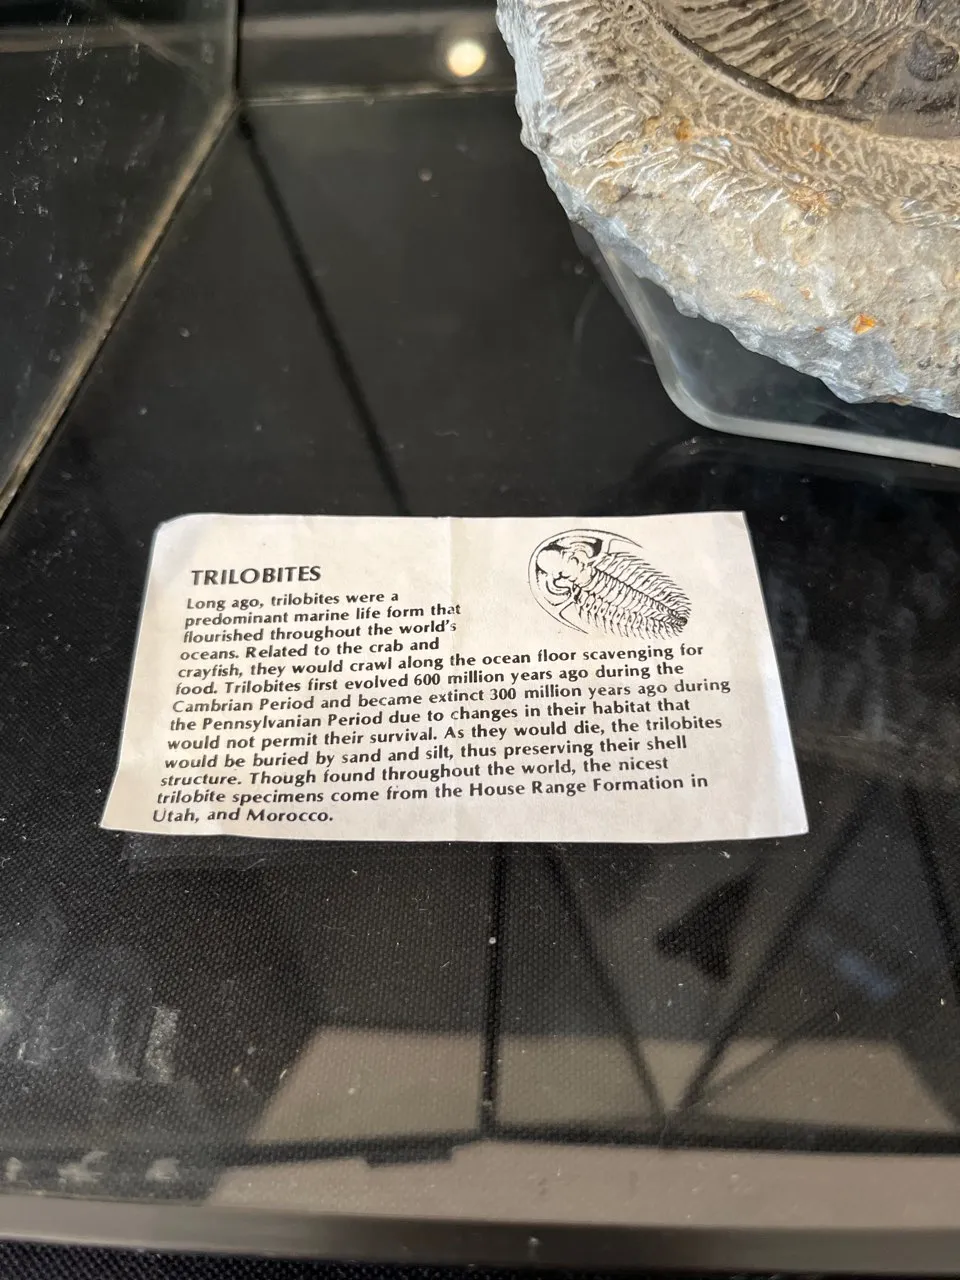 TRILOBITES
Long ago, trilobites were a
predominant marine life form that
flourished throughout the world's
oceans. Related to the crab and
crayfish, they would crawl along the ocean floor scavenging for
food. Trilobites first evolved 600 million years ago during the
Cambrian Period and became extinct 300 million years ago during
the Pennsylvanian Period due to changes in their habitat that
would not permit their survival. As they would die, the trilobites
would be buried by sand and silt, thus preserving their shell
structure. Though found throughout the world, the nicest
trilobite specimens come from the House Range Formation in
Utah, and Morocco.